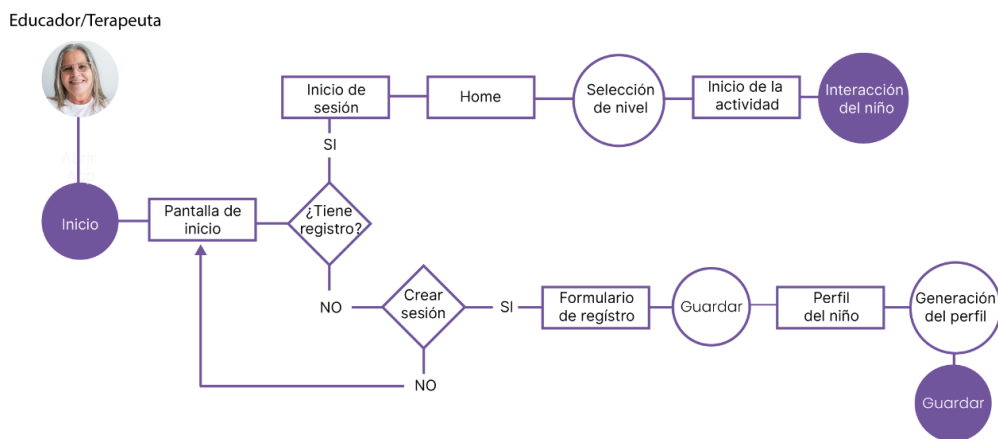 Educador/Terapeuta
Inicio de
sesión
Home
Selección
de nivel
Inicio de la
actividad
Interacción
del niño
SI
Inicio
Pantalla de
inicio
¿Tiene
registro?
NO
Crear
sesión
SI
Formulario
de regístro
Guardar
Perfil
del niño
Generación
del perfil
NO
Guardar